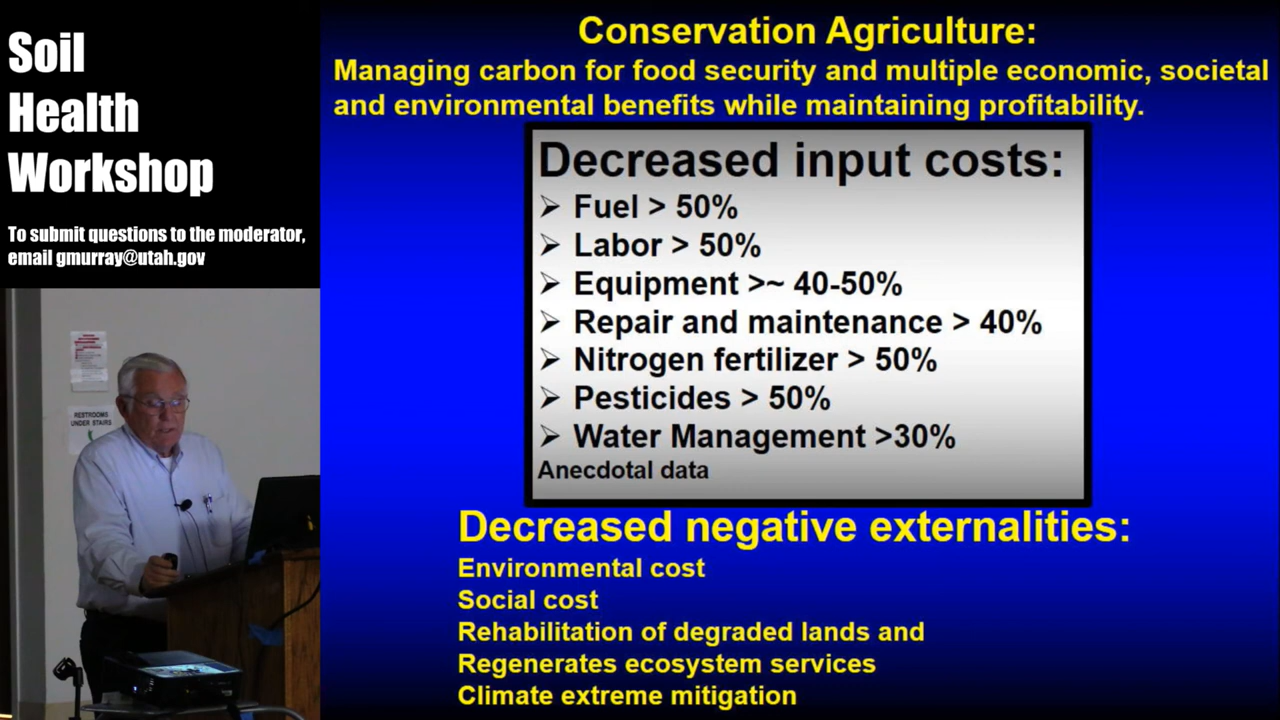 Soil
Health
Workshop
To submit questions to the moderator,
email gmurray@utah.gov
RESTROOMS
UNDER STAIRS
Conservation Agriculture:
Managing carbon for food security and multiple economic, societal
and environmental benefits while maintaining profitability.
Decreased input costs:
➢ Fuel > 50%
➢ Labor > 50%
➢ Equipment >~ 40-50%
➢ Repair and maintenance > 40%
➢ Nitrogen fertilizer > 50%
➢ Pesticides > 50%
➢ Water Management >30%
Anecdotal data
Decreased negative externalities:
Environmental cost
Social cost
Rehabilitation of degraded lands and
Regenerates ecosystem services
Climate extreme mitigation